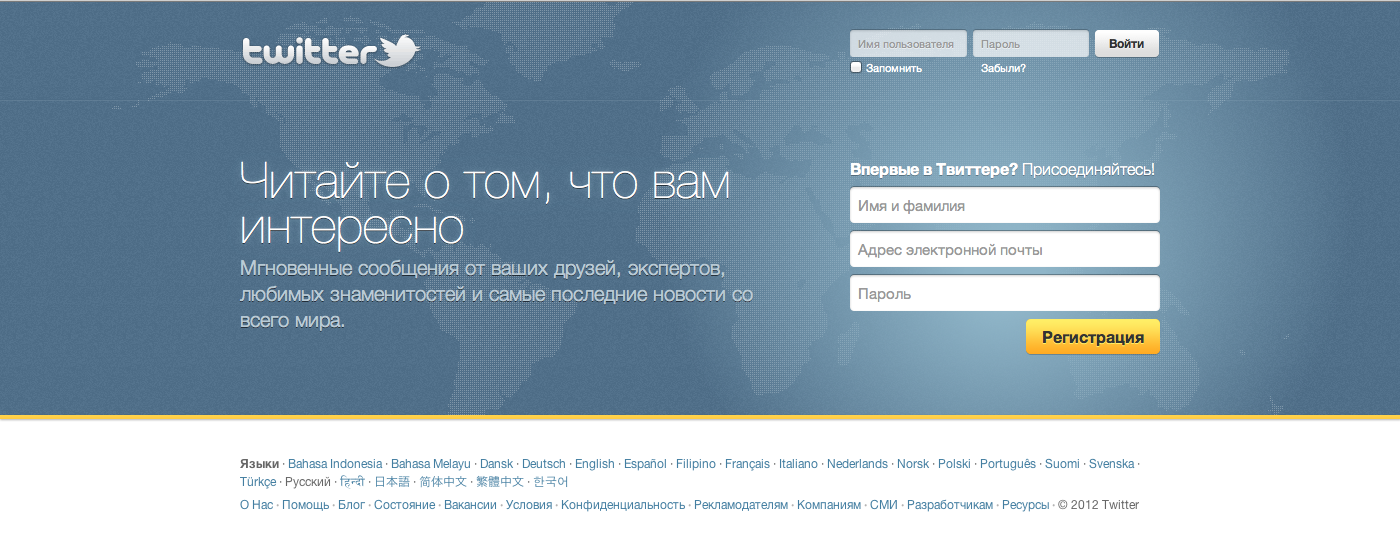 twitter
Имя пользователя
Пароль
Войти
Запомнить
Забыли?
Читайте о том, что вам
интересно
Мгновенные сообщения от ваших друзей, экспертов,
любимых знаменитостей и самые последние новости со
всего мира.
Впервые в Твиттере? Присоединяйтесь!
Имя и фамилия
Адрес электронной почты
Пароль
Регистрация
Языки · Bahasa Indonesia · Bahasa Melayu · Dansk · Deutsch · English · Español · Filipino · Français · Italiano · Nederlands · Norsk · Polski · Português · Suomi · Svenska ·
Türkçe · Русский · हिन्दी · 日本語 · 简体中文 · 繁體中文 · 한국어
О Нас · Помощь · Блог · Состояние · Вакансии · Условия · Конфиденциальность · Рекламодателям · Компаниям · СМИ · Разработчикам · Ресурсы · © 2012 Twitter